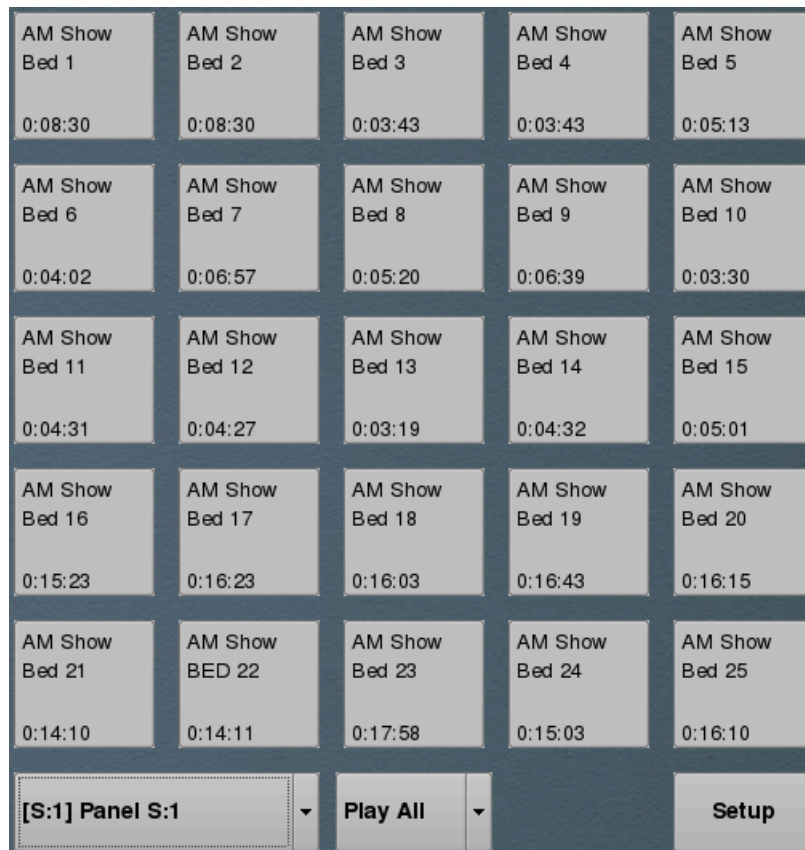 AM Show
Bed 1
0:08:30
AM Show
Bed 2
0:08:30
AM Show
Bed 3
0:03:43
AM Show
Bed 4
0:03:43
AM Show
Bed 5
0:05:13
AM Show
Bed 6
0:04:02
AM Show
Bed 7
0:06:57
AM Show
Bed 8
0:05:20
AM Show
Bed 9
0:06:39
AM Show
Bed 10
0:03:30
AM Show
Bed 11
0:04:31
AM Show
Bed 12
0:04:27
AM Show
Bed 13
0:03:19
AM Show
Bed 14
0:04:32
AM Show
Bed 15
0:05:01
AM Show
Bed 16
0:15:23
AM Show
Bed 17
0:16:23
AM Show
Bed 18
0:16:03
AM Show
Bed 19
0:16:43
AM Show
Bed 20
0:16:15
AM Show
Bed 21
0:14:10
AM Show
BED 22
0:14:11
AM Show
Bed 23
0:17:58
AM Show
Bed 24
0:15:03
AM Show
Bed 25
0:16:10
[S:1] Panel S:1
Play All
Setup